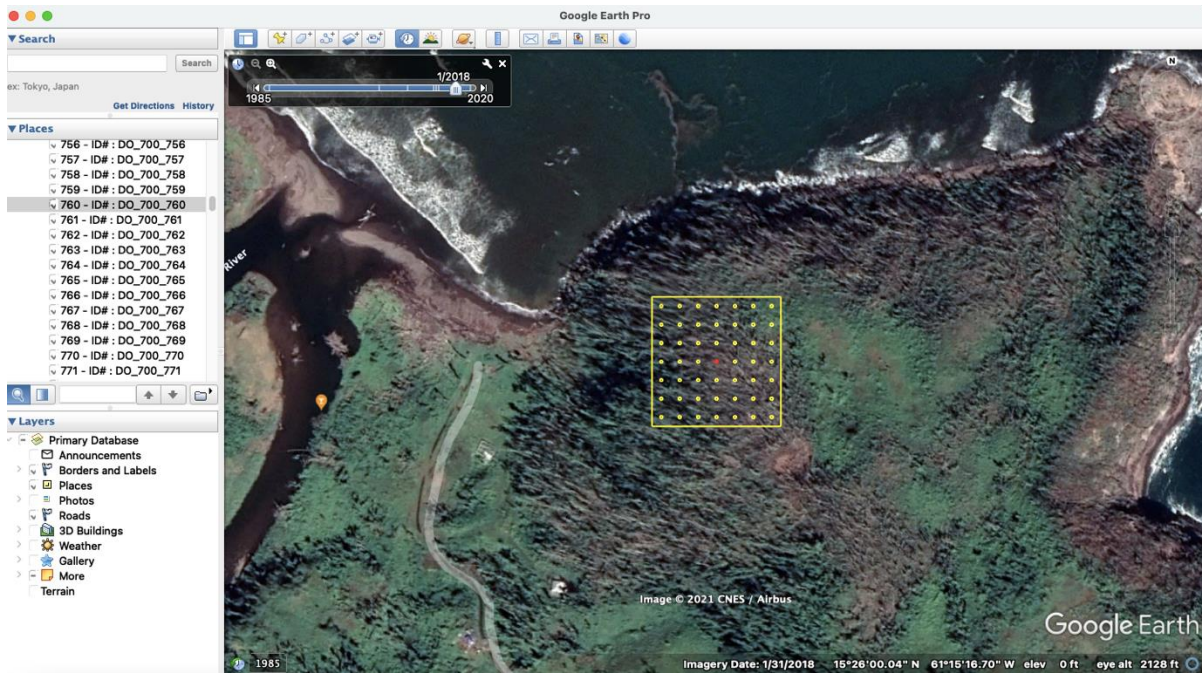 Google Earth Pro
Search
Search
ex: Tokyo, Japan
Get Directions History
Places
756 - ID# : DO_700_756
757 - ID# : DO_700_757
758 - ID# : DO_700_758
759 - ID# : DO_700_759
760 - ID# : DO_700_760
761 - ID# : DO_700_761
762 - ID# : DO_700_762
763 - ID# : DO_700_763
764 - ID# : DO_700_764
765 - ID# : DO_700_765
766 - ID# : DO_700_766
767 - ID# : DO_700_767
768 - ID# : DO_700_768
769 - ID# : DO_700_769
770 - ID# : DO_700_770
771 - ID# : DO_700_771
Layers
Primary Database
Announcements
Borders and Labels
Places
Photos
Roads
3D Buildings
Weather
Gallery
More
Terrain
1/2018
1985 2020
N
River
Image © 2021 CNES / Airbus
Google Earth
1985
Imagery Date: 1/31/2018 15°26'00.04" N 61°15'16.70" W elev 0 ft eye alt 2128 ft